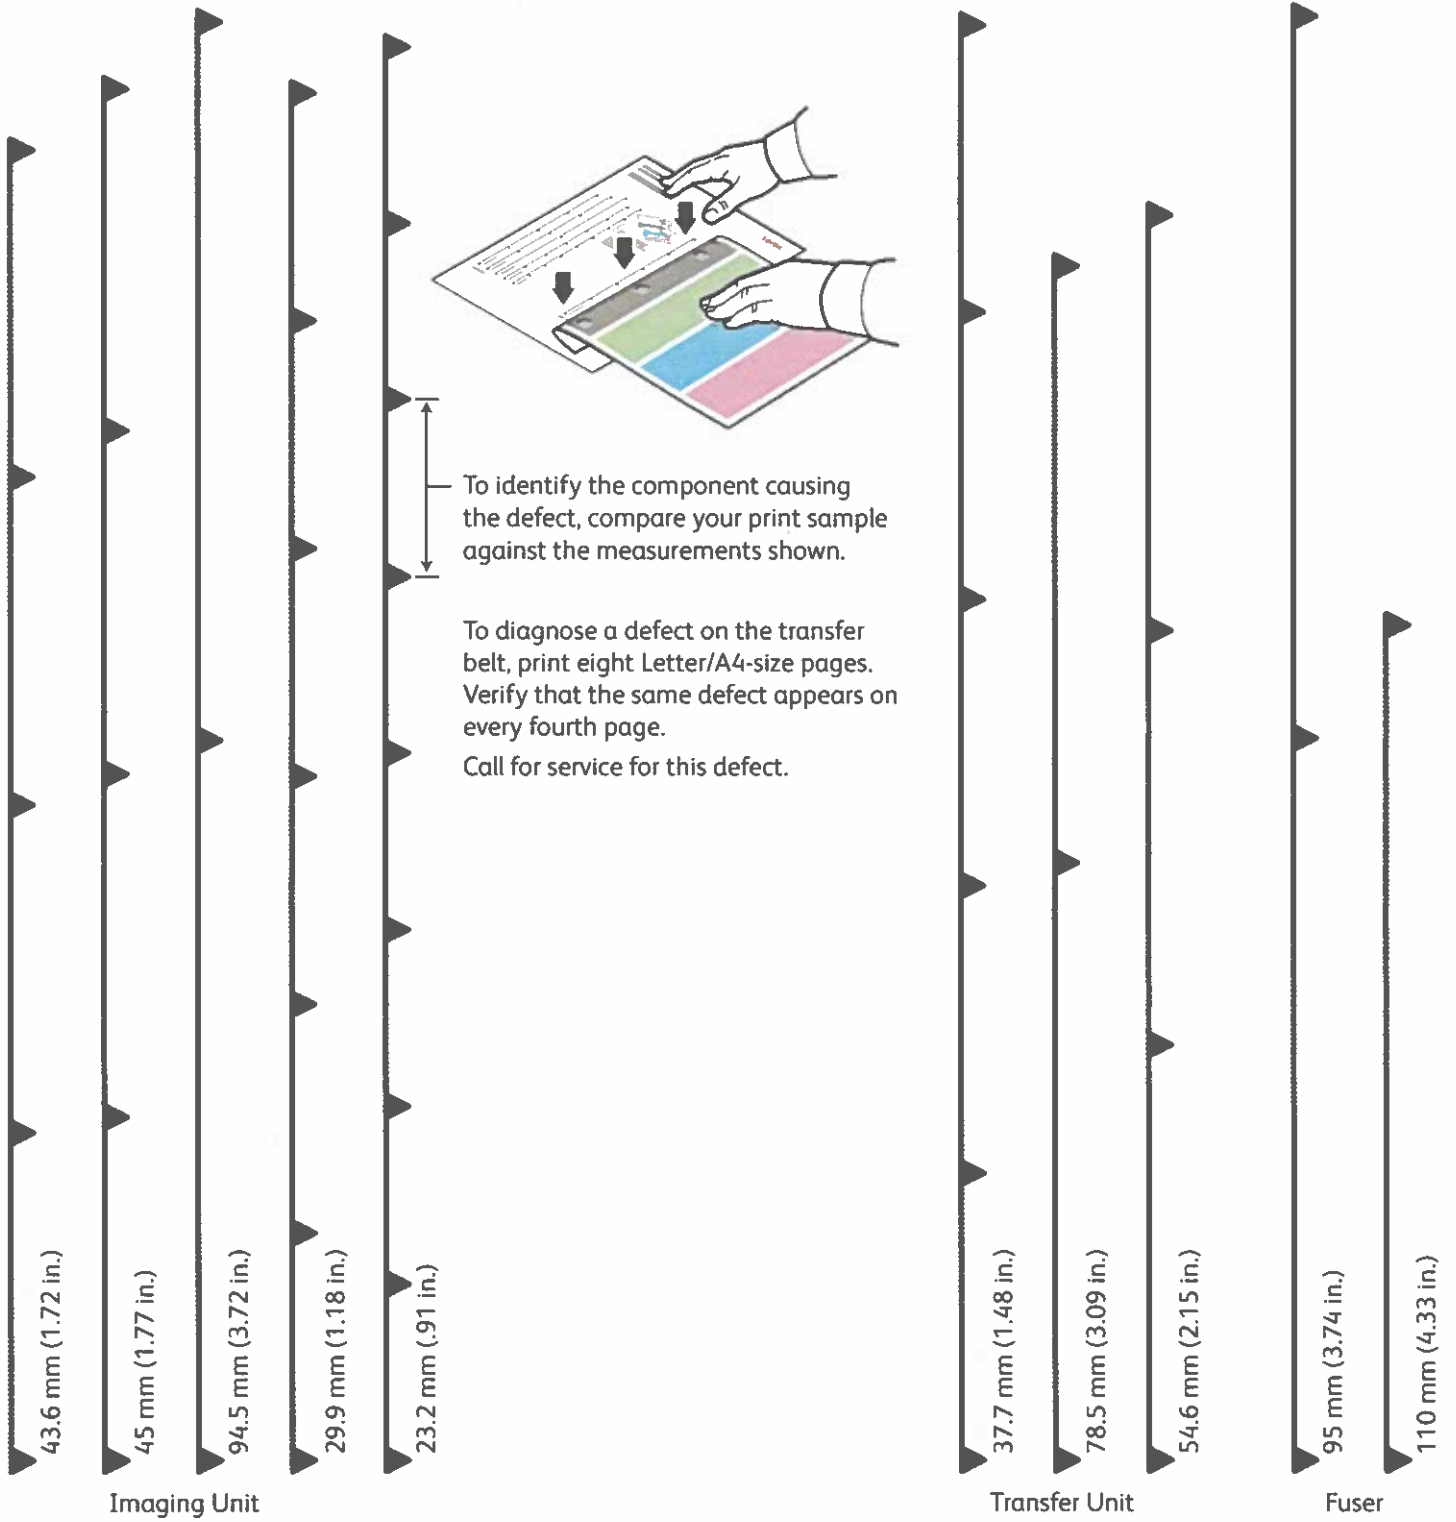 To identify the component causing
the defect, compare your print sample
against the measurements shown.
To diagnose a defect on the transfer
belt, print eight Letter/A4-size pages.
Verify that the same defect appears on
every fourth page.
Call for service for this defect.
43.6 mm (1.72 in.)
45 mm (1.77 in.)
94.5 mm (3.72 in.)
29.9 mm (1.18 in.)
23.2 mm (.91 in.)
37.7 mm (1.48 in.)
78.5 mm (3.09 in.)
54.6 mm (2.15 in.)
95 mm (3.74 in.)
110 mm (4.33 in.)
Imaging Unit
Transfer Unit
Fuser